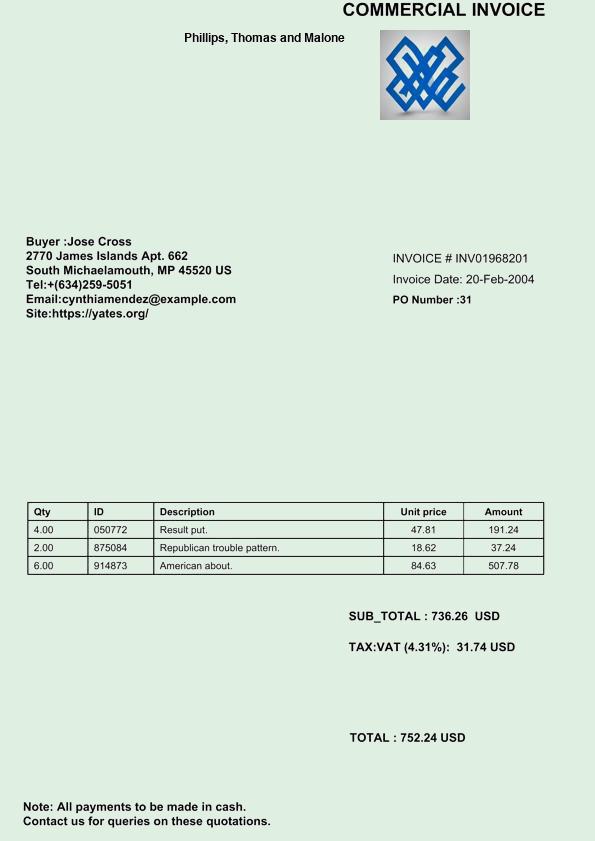 COMMERCIAL INVOICE
Phillips, Thomas and Malone
Buyer :Jose Cross
2770 James Islands Apt. 662
South Michaelamouth, MP 45520 US
Tel:+(634)259-5051
Email:cynthiamendez@example.com
Site:https://yates.org/
INVOICE # INV01968201
Invoice Date: 20-Feb-2004
PO Number :31
Qty ID Description Unit price Amount
4.00 050772 Result put. 47.81 191.24
2.00 875084 Republican trouble pattern. 18.62 37.24
6.00 914873 American about. 84.63 507.78
SUB_TOTAL : 736.26 USD
TAX:VAT (4.31%): 31.74 USD
TOTAL : 752.24 USD
Note: All payments to be made in cash.
Contact us for queries on these quotations.